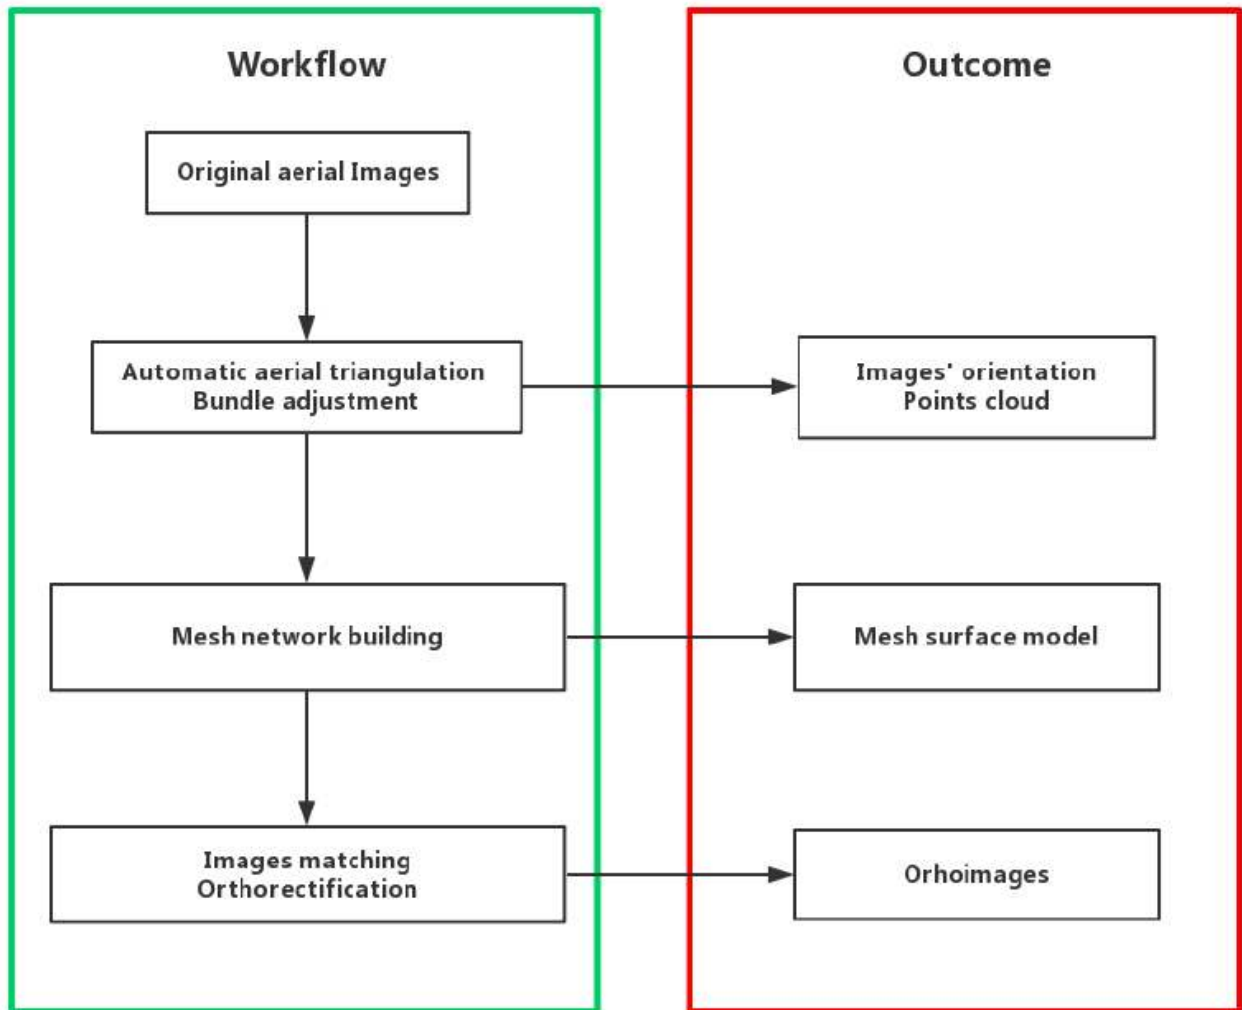 Workflow
Outcome
Original aerial Images
Automatic aerial triangulation
Bundle adjustment
Images' orientation
Points cloud
Mesh network building
Mesh surface model
Images matching
Orthorectification
Orhoimages